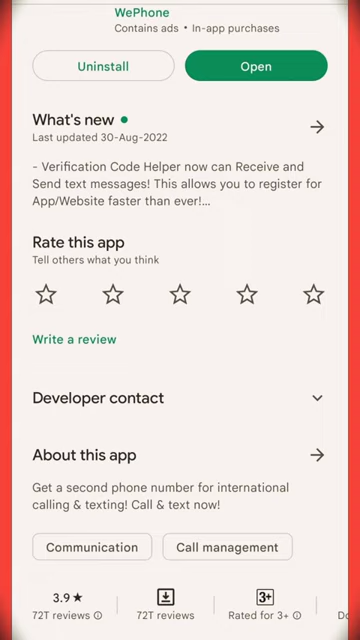 WePhone
Contains ads • In-app purchases
Uninstall
Open
What's new •
Last updated 30-Aug-2022
- Verification Code Helper now can Receive and
Send text messages! This allows you to register for
App/Website faster than ever!...
Rate this app
Tell others what you think
Write a review
Developer contact
About this app
Get a second phone number for international
calling & texting! Call & text now!
Communication
Call management
3.9★
3+
72T reviews
72T reviews
Rated for 3+
Do